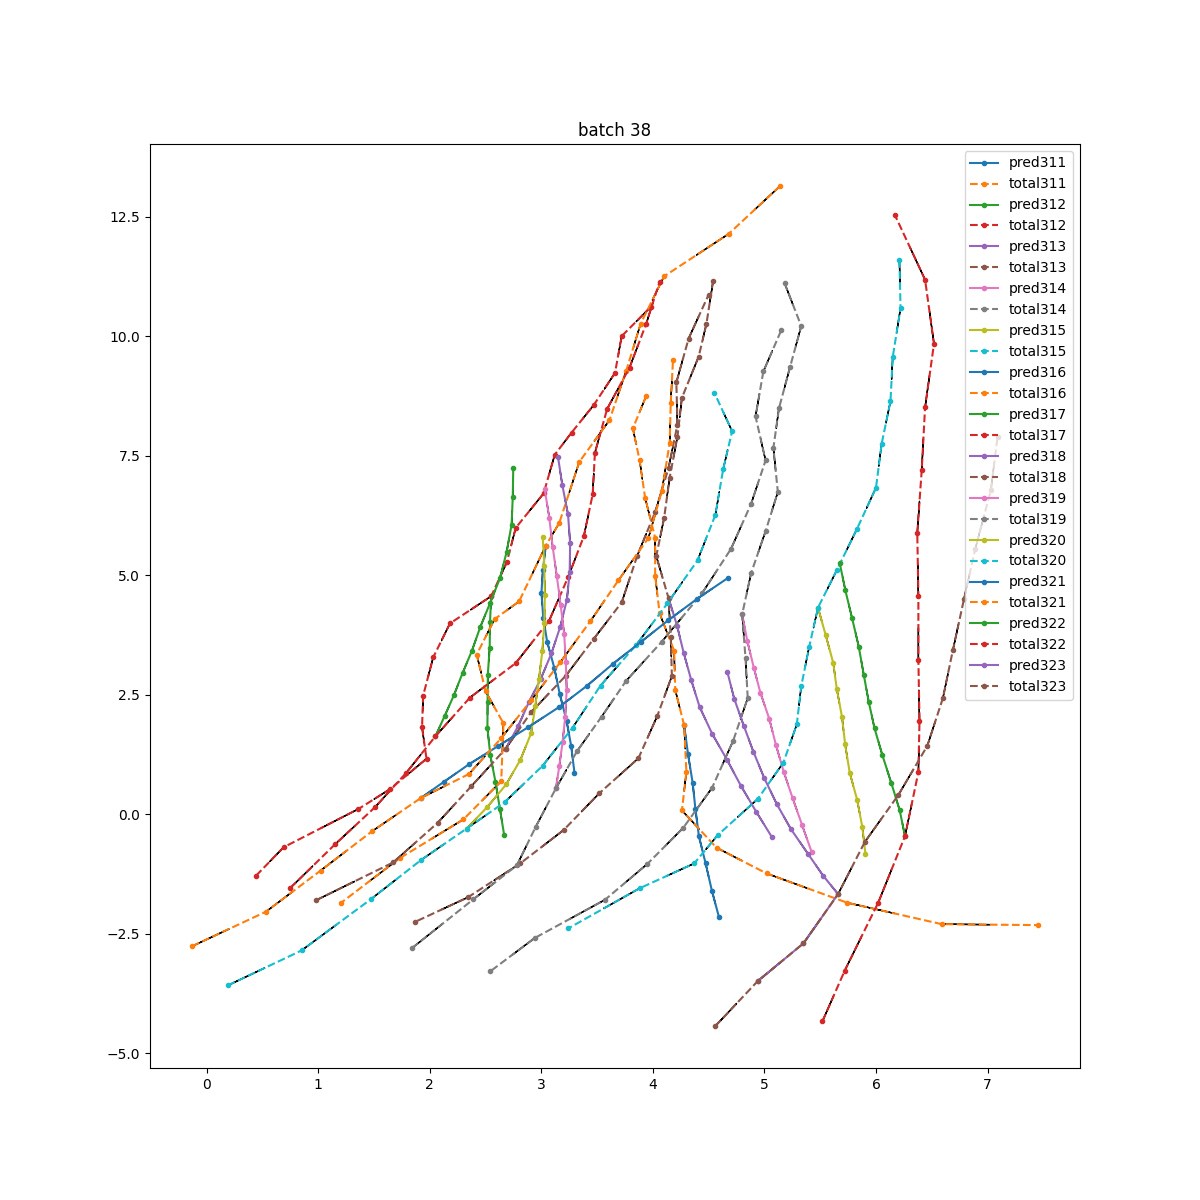 batch 38
12.5
10.0
7.5
5.0
2.5
0.0
−2.5
−5.0
0 1 2 3 4 5 6 7
pred311
total311
pred312
total312
pred313
total313
pred314
total314
pred315
total315
pred316
total316
pred317
total317
pred318
total318
pred319
total319
pred320
total320
pred321
total321
pred322
total322
pred323
total323